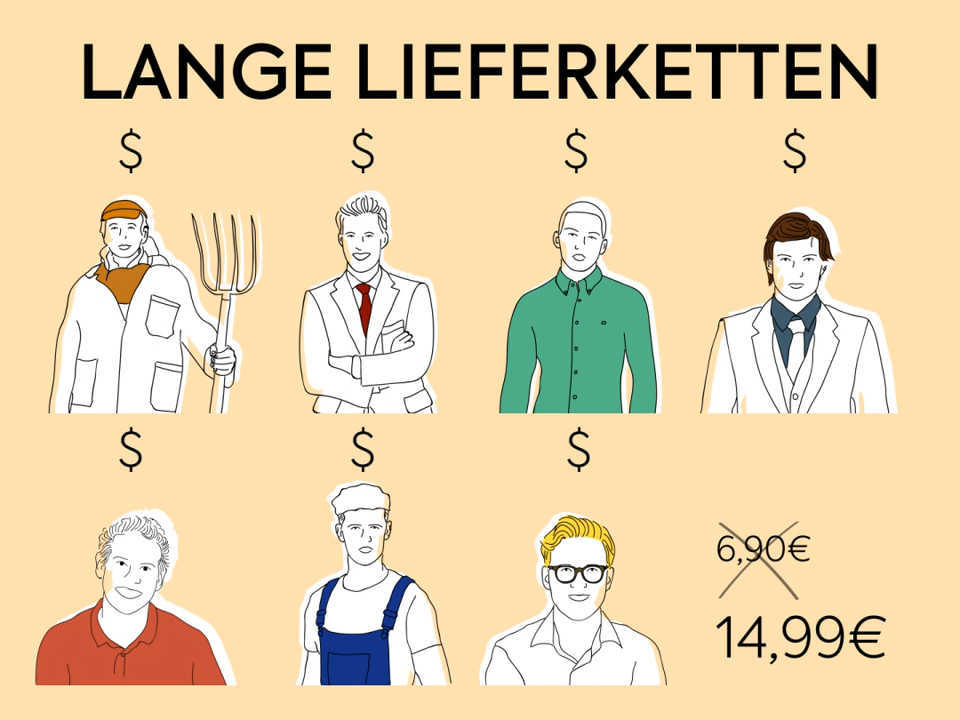 LANGE LIEFERKETTEN
$ $ $ $
$ $ $
6,90€
14,99€